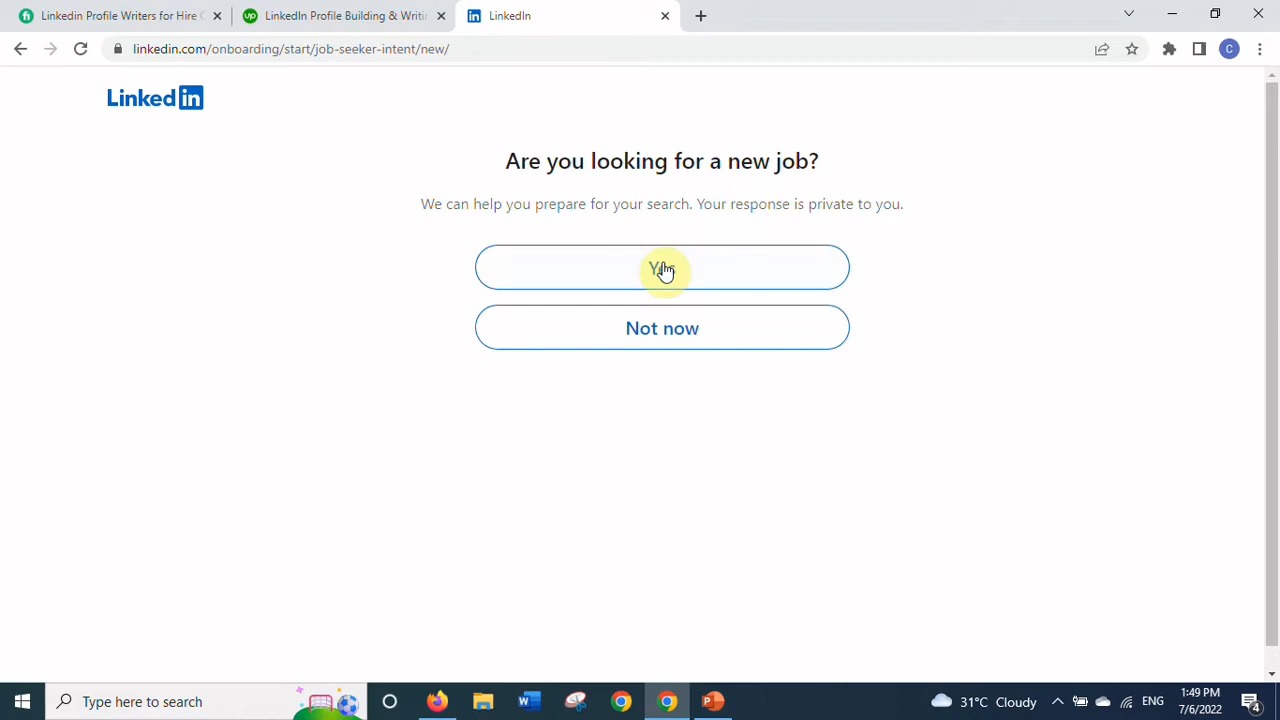 Linkedin Profile Writers for Hire
LinkedIn Profile Building & Writi
LinkedIn
linkedin.com/onboarding/start/job-seeker-intent/new/
C
LinkedIn
Are you looking for a new job?
We can help you prepare for your search. Your response is private to you.
Not now
Type here to search
31°C Cloudy
ENG
1:49 PM
7/6/2022
4